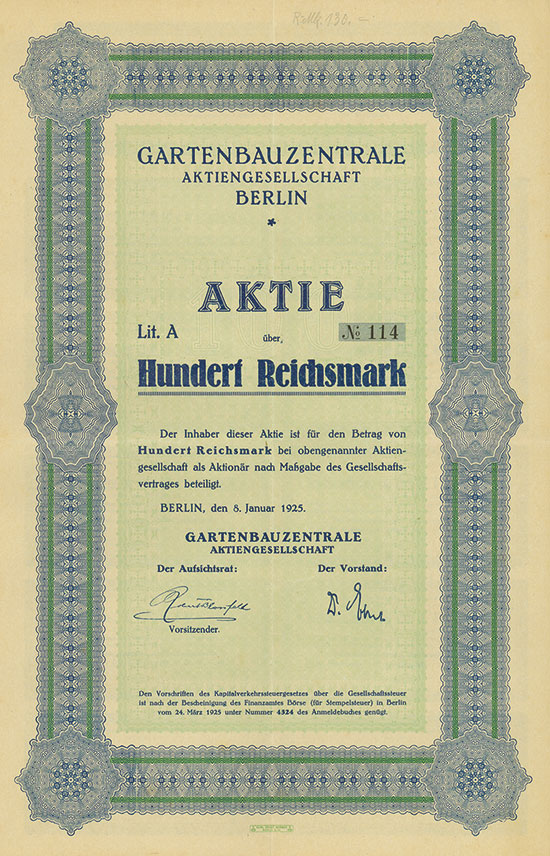 130.–
GARTENBAUZENTRALE
AKTIENGESELLSCHAFT
BERLIN
AKTIE
Lit. A
über
№ 114
Hundert Reichsmark
Der Inhaber dieser Aktie ist für den Betrag von
Hundert Reichsmark bei obengenannter Aktien-
gesellschaft als Aktionär nach Maßgabe des Gesellschafts-
vertrages beteiligt.
BERLIN, den 8. Januar 1925.
GARTENBAUZENTRALE
AKTIENGESELLSCHAFT
Der Aufsichtsrat:
Der Vorstand:
D.
Vorsitzender.
Den Vorschriften des Kapitalverkehrssteuergesetzes über die Gesellschaftssteuer
ist nach der Bescheinigung des Finanzamtes Börse (für Stempelsteuer) in Berlin
vom 24. März 1925 unter Nummer 4324 des Anmeldebuches genügt.